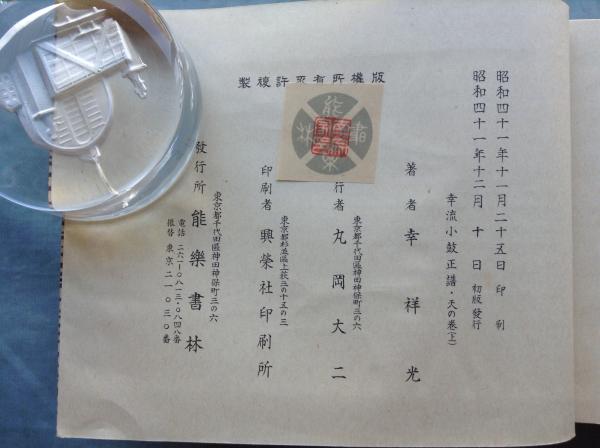 昭和四十一年十一月二十五日 印刷
昭和四十一年十二月 十 日 初版發行
幸流小鼓正譜・天の巻(上)
著者 幸 祥光
東京都千代田區神田神保町三の六
行者 丸岡大二
東京都杉並區上荻三の十五の三
印刷者 興榮社印刷所
東京都千代田區神田神保町三の六
發行所 能樂書林
電話 二六一-〇八一三・〇八四八番
振替 東京二一〇三〇番
版權所有不許複製
能樂書林